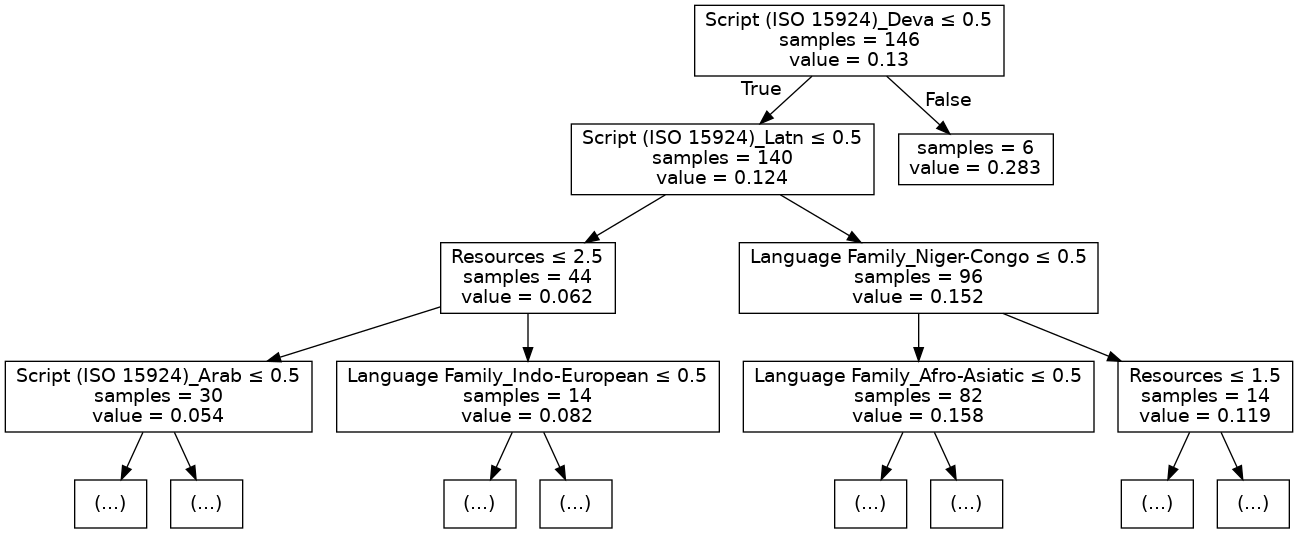 Script (ISO 15924)_Deva ≤ 0.5
samples = 146
value = 0.13
True
False
Script (ISO 15924)_Latn ≤ 0.5
samples = 140
value = 0.124
samples = 6
value = 0.283
Resources ≤ 2.5
samples = 44
value = 0.062
Language Family_Niger-Congo ≤ 0.5
samples = 96
value = 0.152
Script (ISO 15924)_Arab ≤ 0.5
samples = 30
value = 0.054
Language Family_Indo-European ≤ 0.5
samples = 14
value = 0.082
Language Family_Afro-Asiatic ≤ 0.5
samples = 82
value = 0.158
Resources ≤ 1.5
samples = 14
value = 0.119
(...)
(...)
(...)
(...)
(...)
(...)
(...)
(...)